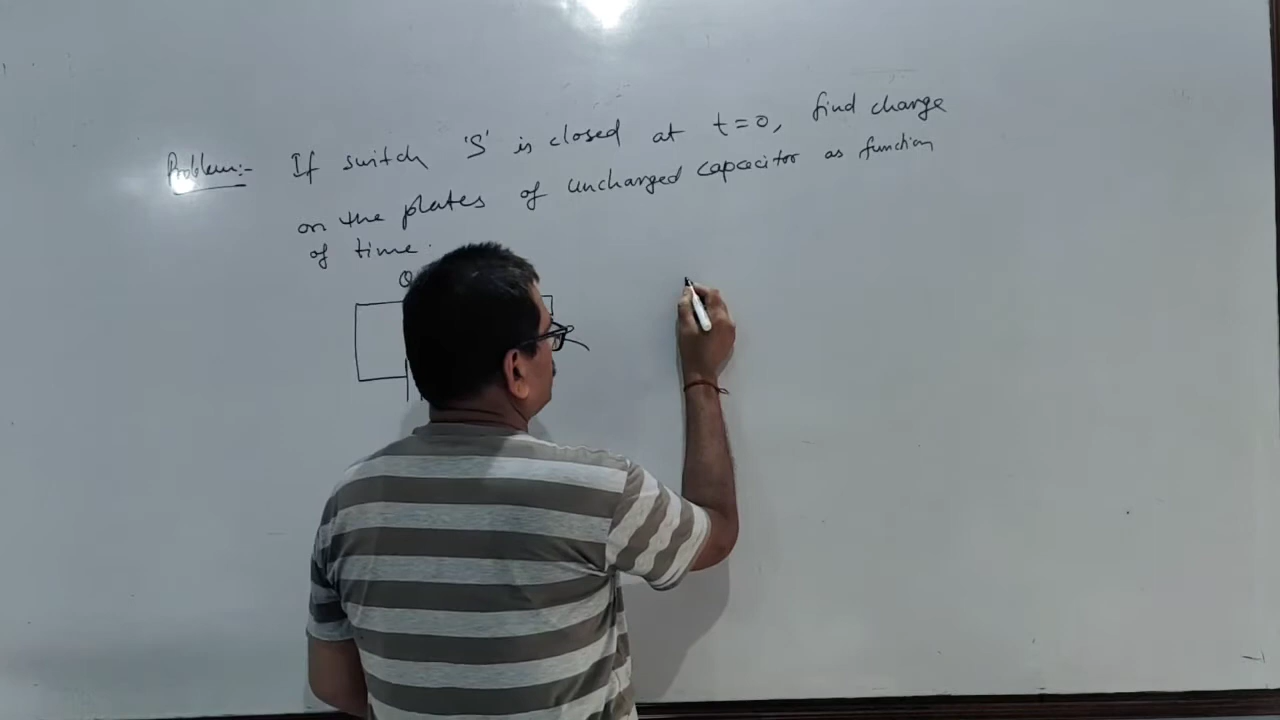 Problem:- If switch 'S' is closed at t=0, find charge
on the plates of uncharged capacitor as function
of time.
Q